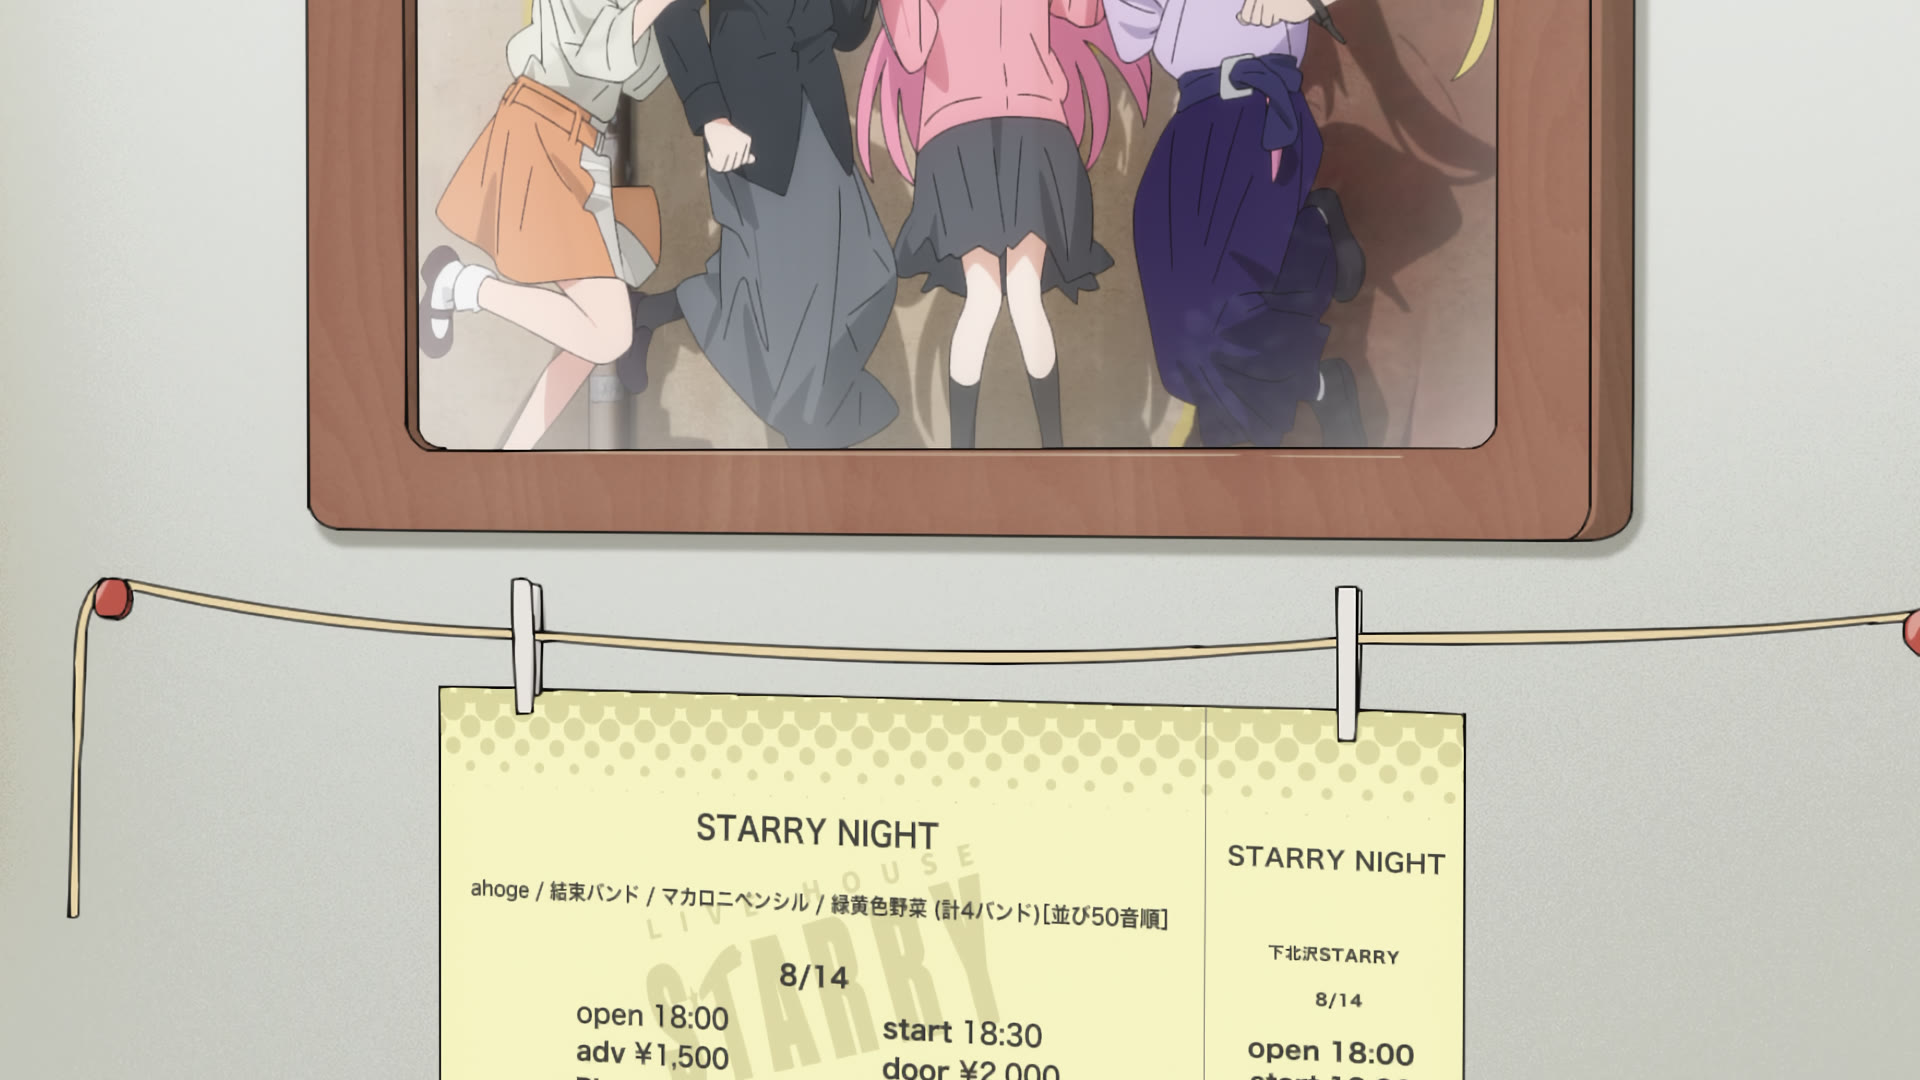 STARRY NIGHT
ahoge / 結束バンド / マカロニペンシル / 緑黄色野菜 (計4バンド)[並び50音順]
LIVE HOUSE
STARRY
8/14
open 18:00
start 18:30
adv ¥1,500
door ¥2,000
STARRY NIGHT
下北沢STARRY
8/14
open 18:00